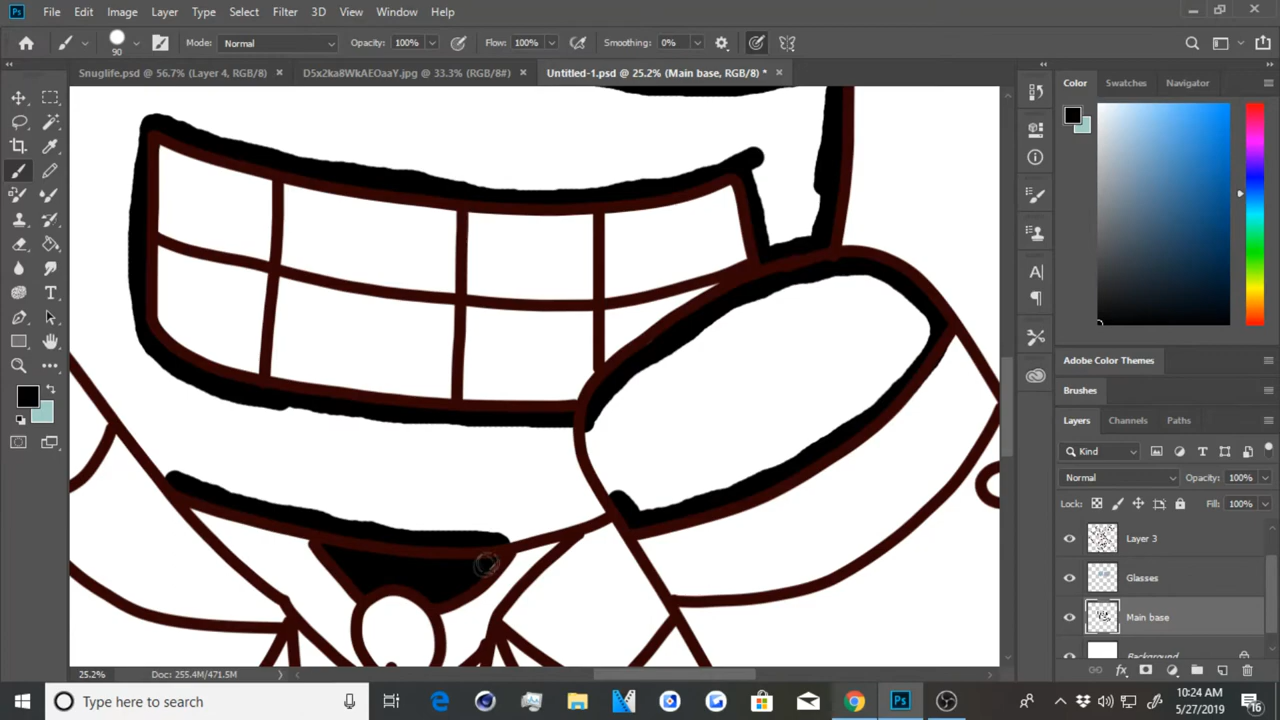 Ps File Edit Image Layer Type Select Filter 3D View Window Help
90 Mode: Normal Opacity: 100% Flow: 100% Smoothing: 0%
Snuglife.psd @ 56.7% (Layer 4, RGB/8) × D5x2ka8WkAEOaaY.jpg @ 33.3% (RGB/8#) × Untitled-1.psd @ 25.2% (Main base, RGB/8) * ×
Color Swatches Navigator
Adobe Color Themes
Brushes
Layers Channels Paths
Kind
Normal Opacity: 100%
Lock: Fill: 100%
Layer 3
Glasses
Main base
Background
25.2% Doc: 255.4M/471.5M
Type here to search
Ps
10:24 AM
5/27/2019
16